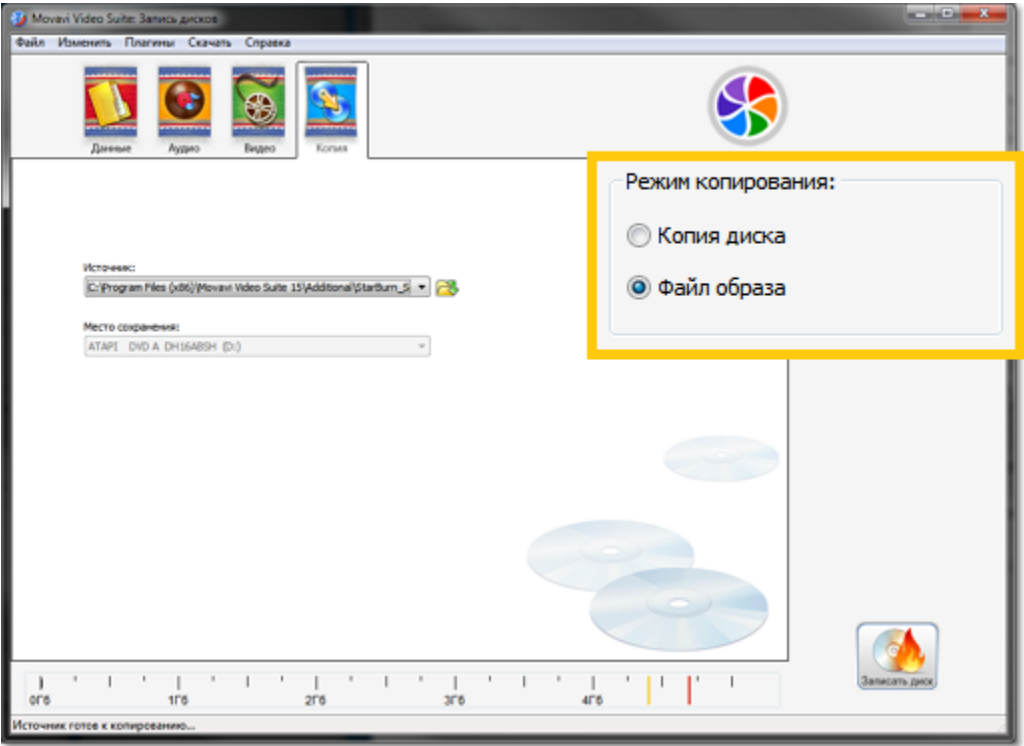 Movavi Video Suite: Запись дисков
Файл Изменить Плагины Скачать Справка
Данные Аудио Видео Копия
Режим копирования:
Копия диска
Файл образа
Источник:
C:\Program Files (x86)\Movavi Video Suite 15\Additional\StarBurn_S
Место сохранения:
ATAPI DVD A DH16ABSH (D:)
Записать диск
0Гб 1Гб 2Гб 3Гб 4Гб
Источник готов к копированию...